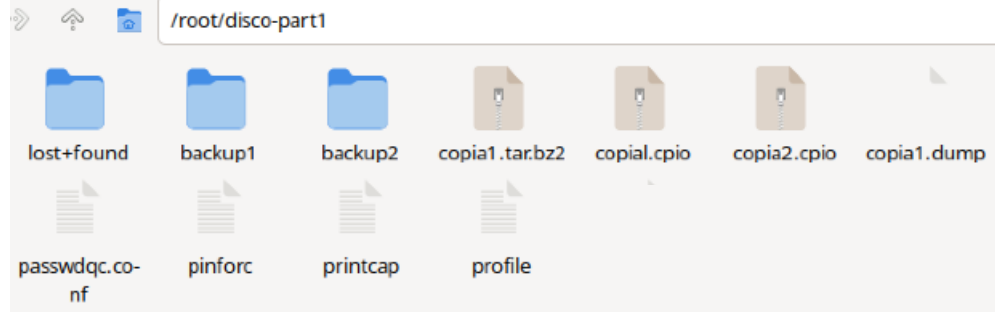 /root/disco-part1
lost+found backup1 backup2 copia1.tar.bz2 copial.cpio copia2.cpio copia1.dump
passwdqc.co- pinforc printcap profile
nf